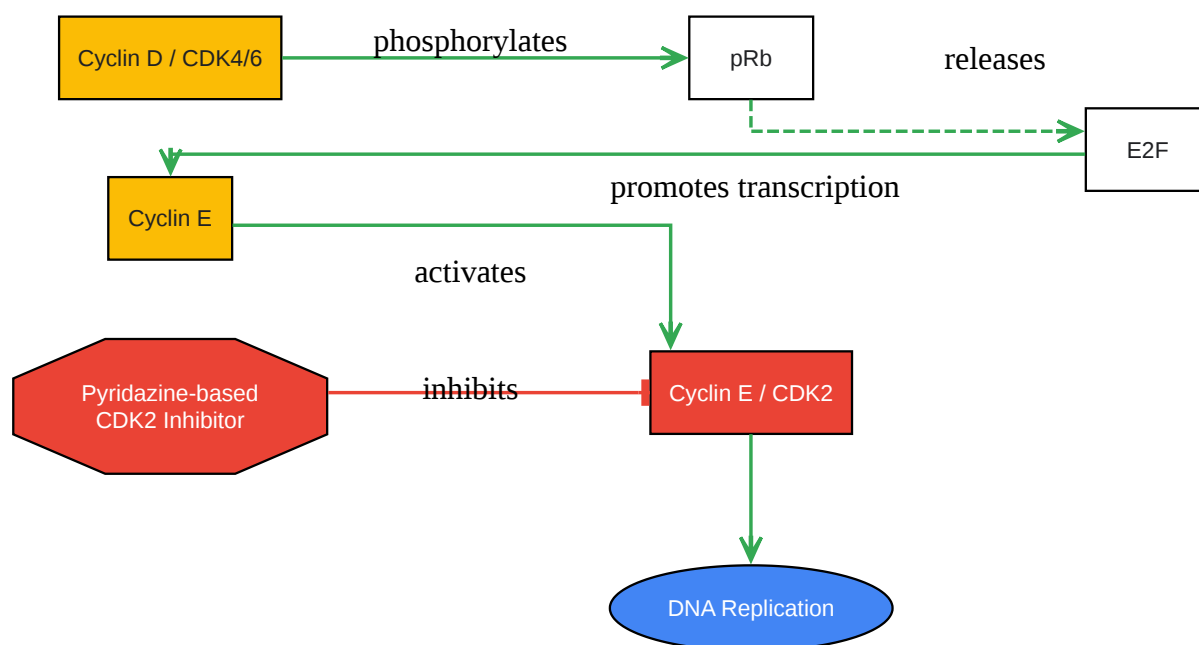 Cyclin D / CDK4/6
phosphorylates
pRb
releases
E2F
promotes transcription
Cyclin E
activates
Pyridazine-based
CDK2 Inhibitor
inhibits
Cyclin E / CDK2
DNA Replication